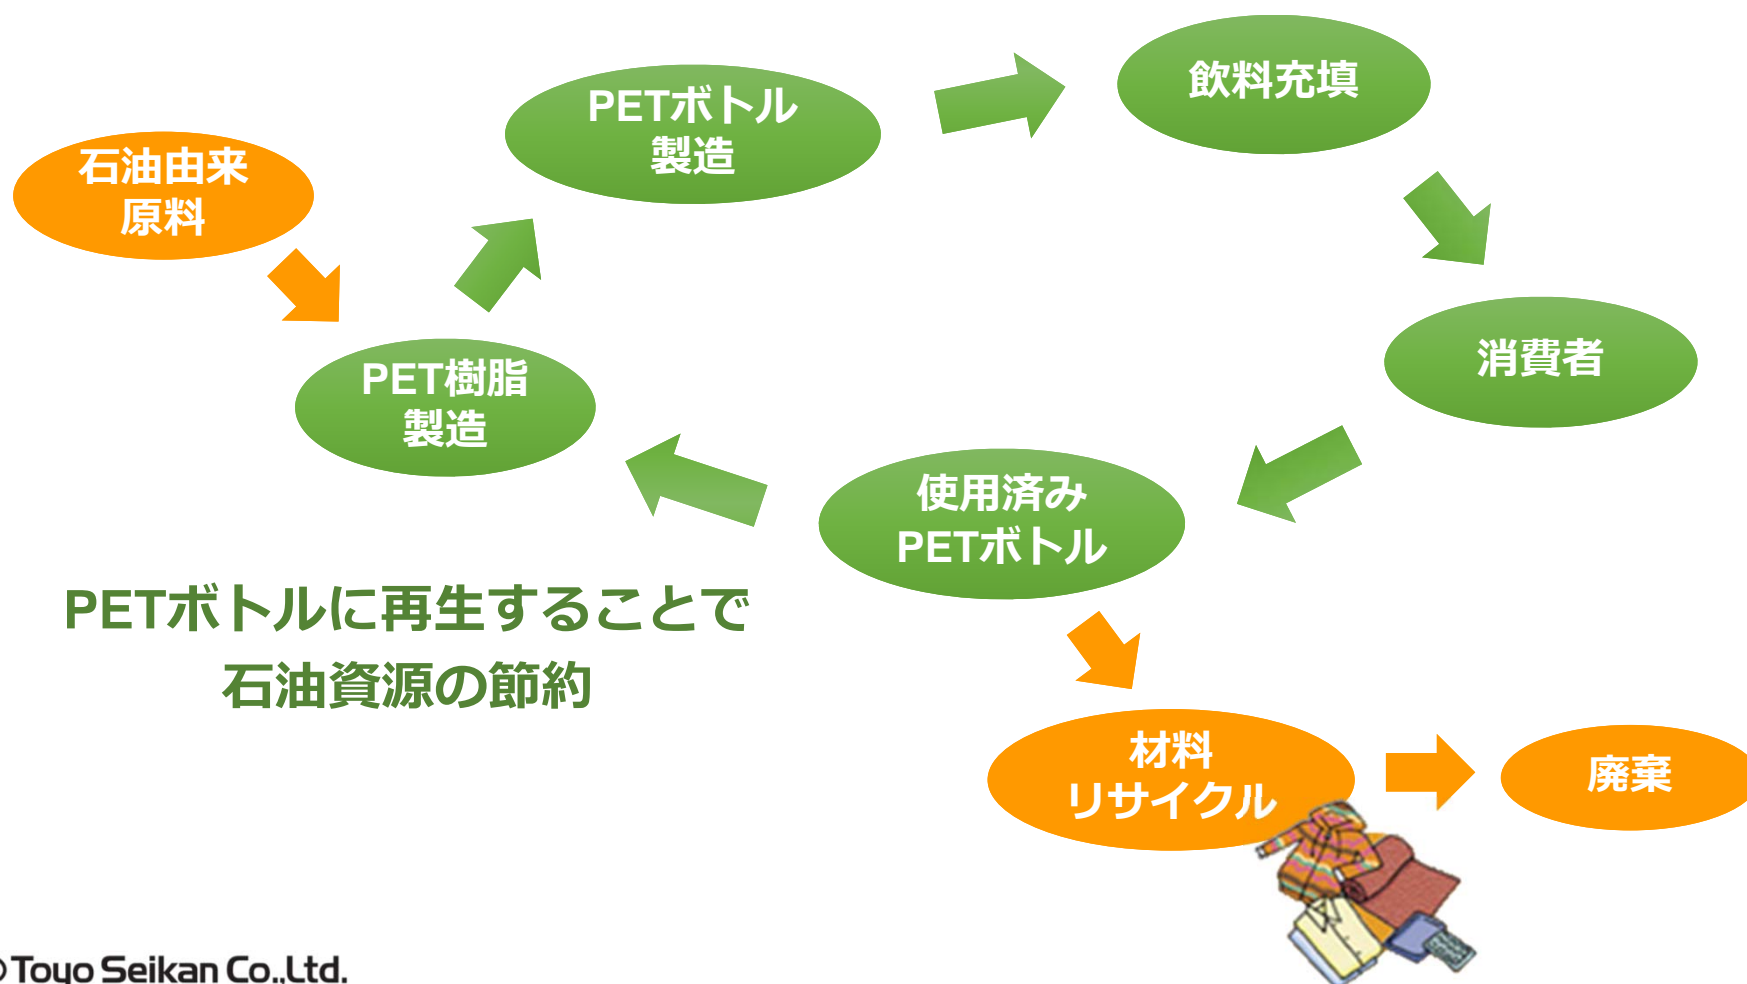 石油由来
原料
PETボトル
製造
飲料充填
消費者
PET樹脂
製造
使用済み
PETボトル
PETボトルに再生することで
石油資源の節約
材料
リサイクル
廃棄
Toyo Seikan Co.,Ltd.